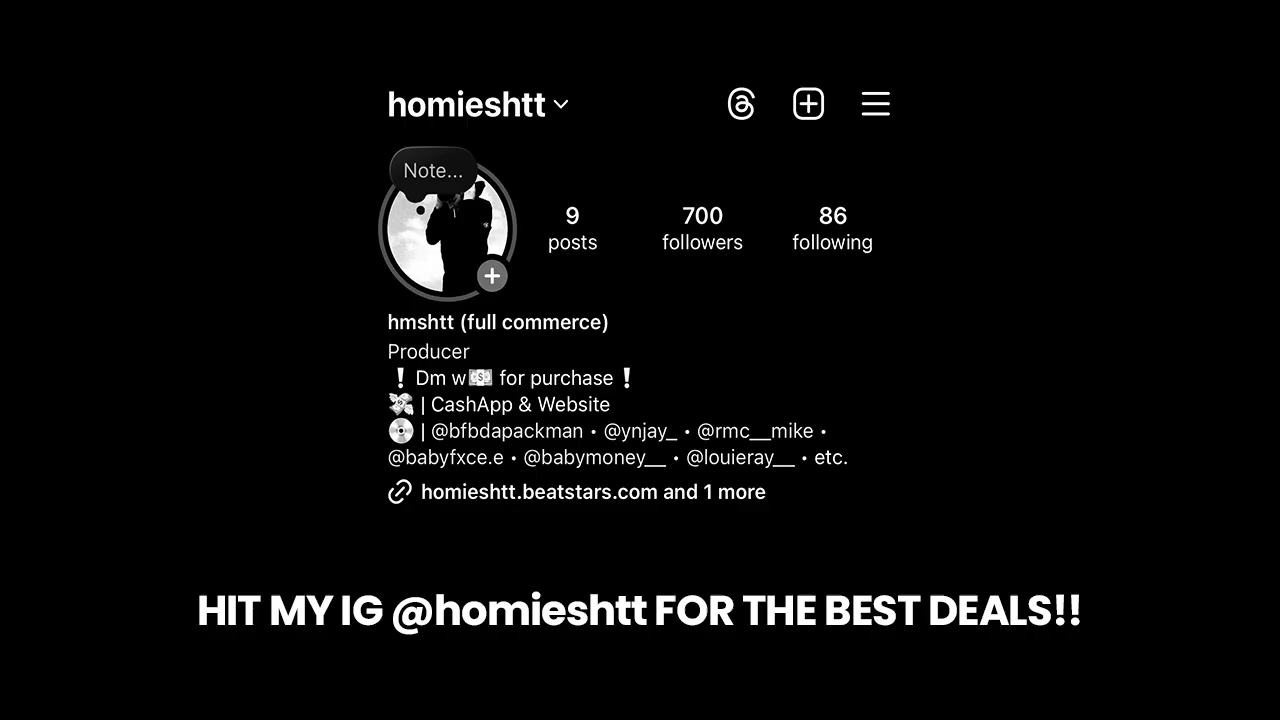 homieshtt
Note...
9 700 86
posts followers following
hmshtt (full commerce)
Producer
❗ Dm w💵 for purchase ❗
💸 | CashApp & Website
💿 | @bfbdapackman • @ynjay_ • @rmc__mike •
@babyfxce.e • @babymoney__ • @louieray__ • etc.
homieshtt.beatstars.com and 1 more
HIT MY IG @homieshtt FOR THE BEST DEALS!!